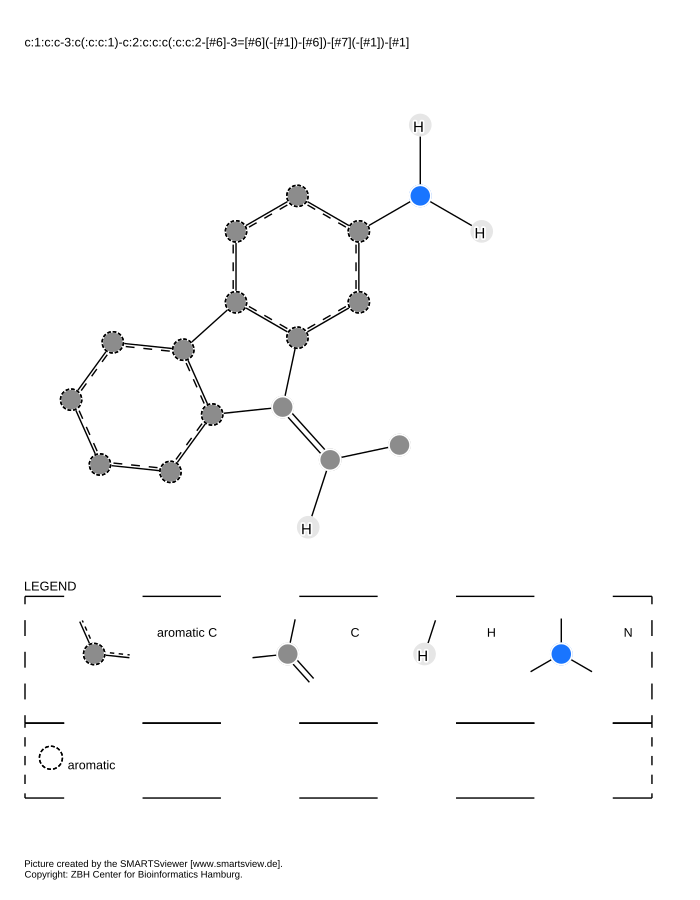 c:1:c:c-3:c(:c:c:1)-c:2:c:c:c(:c:c:2-[#6]-3=[#6](-[#1])-[#6])-[#7](-[#1])-[#1]
H
H
H
LEGEND
aromatic C
C
H
H
N
aromatic
Picture created by the SMARTSviewer [www.smartsview.de].
Copyright: ZBH Center for Bioinformatics Hamburg.